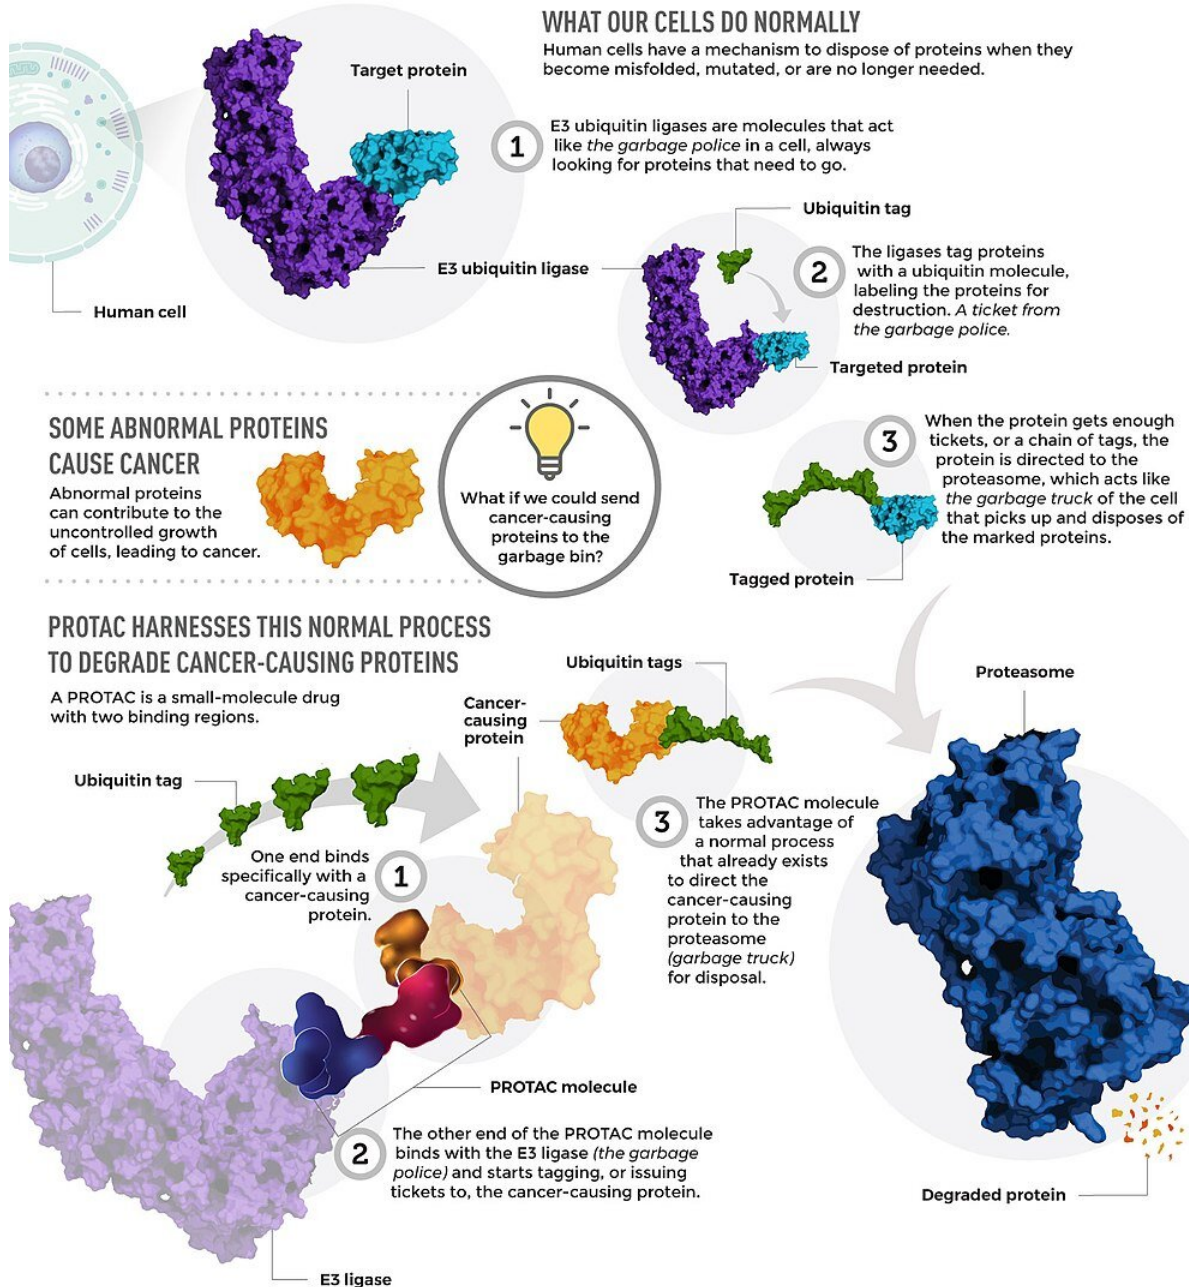 WHAT OUR CELLS DO NORMALLY
Human cells have a mechanism to dispose of proteins when they
become misfolded, mutated, or are no longer needed.
Target protein
1
E3 ubiquitin ligases are molecules that act
like the garbage police in a cell, always
looking for proteins that need to go.
Ubiquitin tag
E3 ubiquitin ligase
2
The ligases tag proteins
with a ubiquitin molecule,
labeling the proteins for
destruction. A ticket from
the garbage police.
Human cell
Targeted protein
SOME ABNORMAL PROTEINS
CAUSE CANCER
Abnormal proteins
can contribute to the
uncontrolled growth
of cells, leading to cancer.
What if we could send
cancer-causing
proteins to the
garbage bin?
3
When the protein gets enough
tickets, or a chain of tags, the
protein is directed to the
proteasome, which acts like
the garbage truck of the cell
that picks up and disposes of
the marked proteins.
Tagged protein
PROTAC HARNESSES THIS NORMAL PROCESS
TO DEGRADE CANCER-CAUSING PROTEINS
A PROTAC is a small-molecule drug
with two binding regions.
Ubiquitin tags
Cancer-
causing
protein
Proteasome
Ubiquitin tag
1
One end binds
specifically with a
cancer-causing
protein.
3
The PROTAC molecule
takes advantage of
a normal process
that already exists
to direct the
cancer-causing
protein to the
proteasome
(garbage truck)
for disposal.
PROTAC molecule
2
The other end of the PROTAC molecule
binds with the E3 ligase (the garbage
police) and starts tagging, or issuing
tickets to, the cancer-causing protein.
Degraded protein
E3 ligase